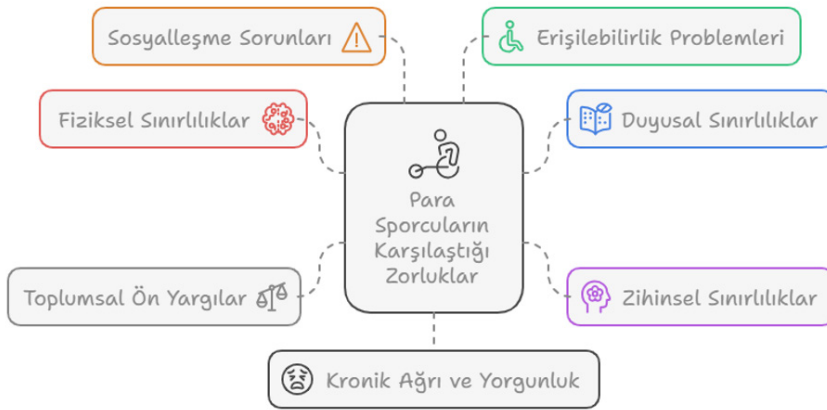 Sosyalleşme Sorunları
Erişilebilirlik Problemleri
Fiziksel Sınırlılıklar
Duyusal Sınırlılıklar
Para
Sporcuların
Karşılaştığı
Zorluklar
Toplumsal Ön Yargılar
Zihinsel Sınırlılıklar
Kronik Ağrı ve Yorgunluk